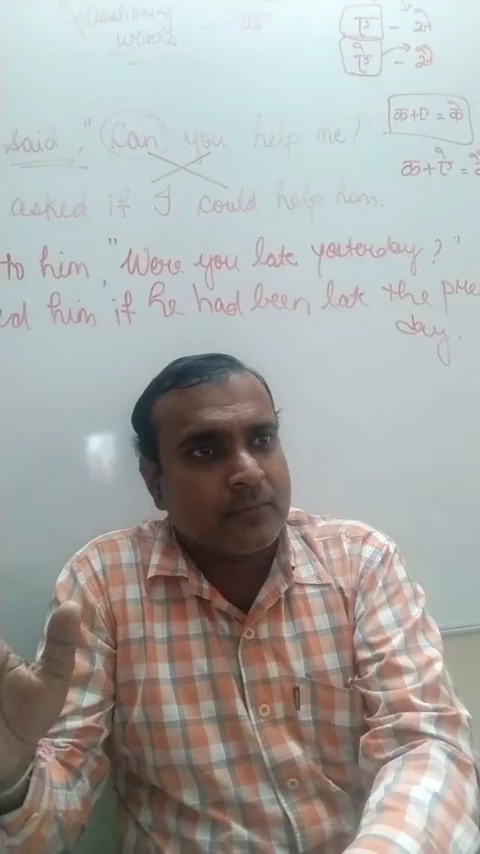 Questioning
words
ए - ऐ
ऐ - ऐ
क+ए = के
said, "Can you help me?"
क+ऐ =
asked if I could help him.
to him, "Were you late yesterday?"
ed him if he had been late the pre
day.